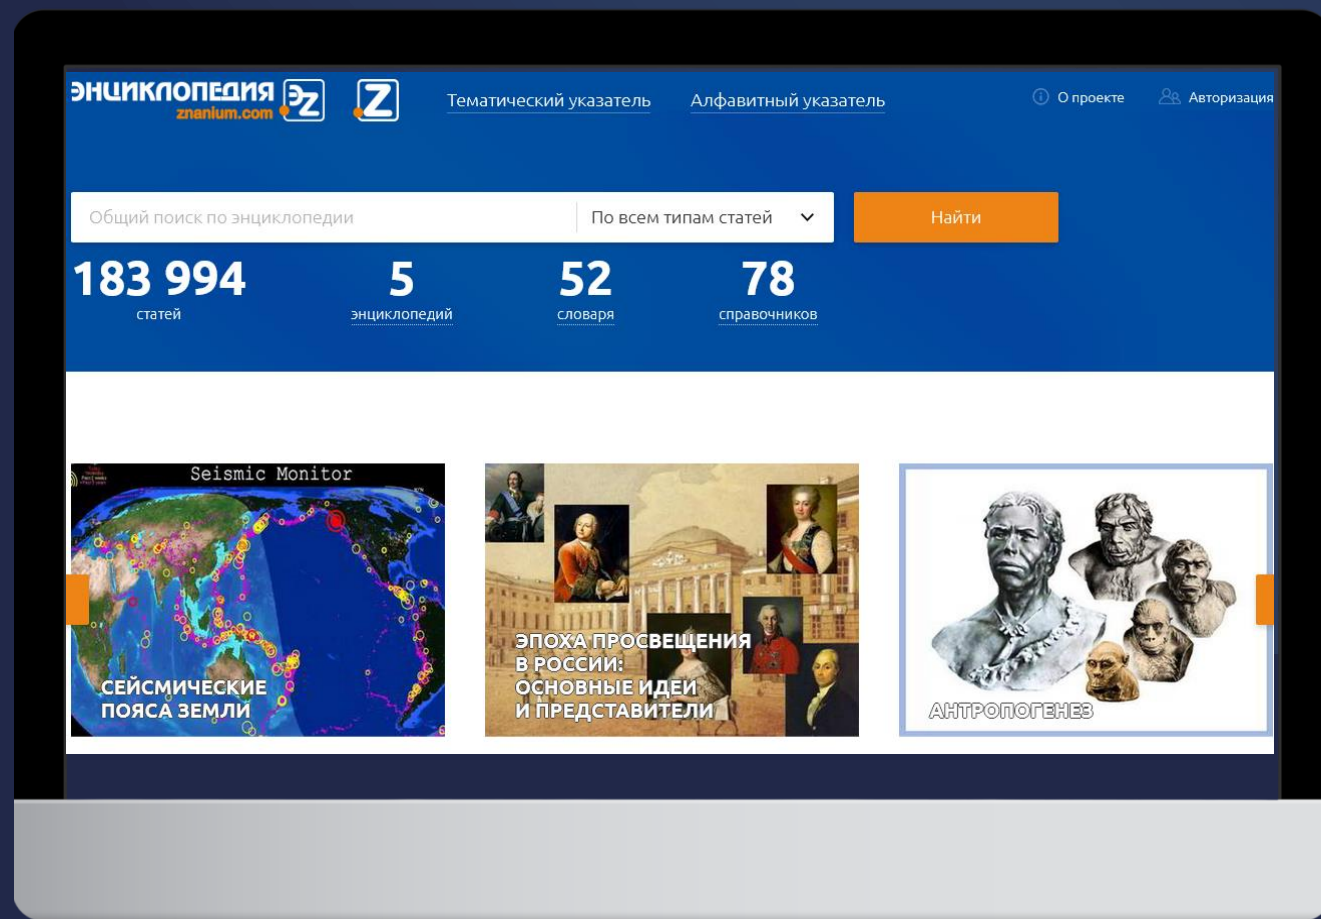 ЭНЦИКЛОПЕДИЯ
znanium.com
ЭZ
Z
Тематический указатель
Алфавитный указатель
О проекте
Авторизация
Общий поиск по энциклопедии
По всем типам статей
Найти
183 994
статей
5
энциклопедий
52
словаря
78
справочников
Seismic Monitor
СЕЙСМИЧЕСКИЕ
ПОЯСА ЗЕМЛИ
ЭПОХА ПРОСВЕЩЕНИЯ
В РОССИИ:
ОСНОВНЫЕ ИДЕИ
И ПРЕДСТАВИТЕЛИ
АНТРОПОГЕНЕЗ